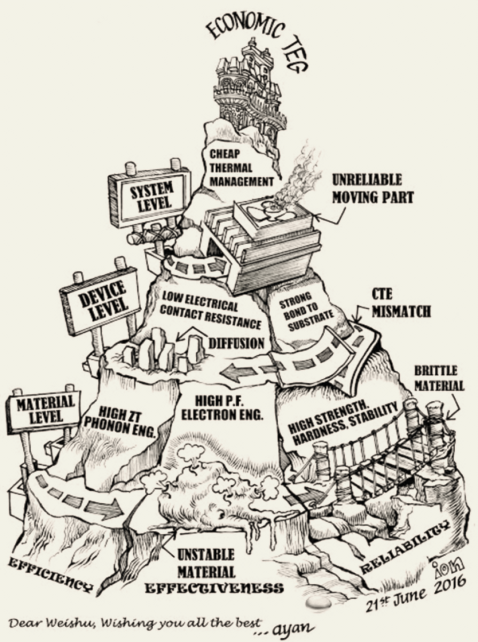 ECONOMIC TEG
CHEAP
THERMAL
MANAGEMENT
SYSTEM
LEVEL
UNRELIABLE
MOVING PART
DEVICE
LEVEL
LOW ELECTRICAL
CONTACT RESISTANCE
STRONG
BOND TO
SUBSTRATE
CTE
MISMATCH
DIFFUSION
BRITTLE
MATERIAL
MATERIAL
LEVEL
HIGH ZT
PHONON ENG.
HIGH P.F.
ELECTRON ENG.
HIGH STRENGTH,
HARDNESS, STABILITY
UNSTABLE
MATERIAL
EFFICIENCY
EFFECTIVENESS
RELIABILITY
21st June 2016
Dear Weishu, Wishing you all the best
... ayan